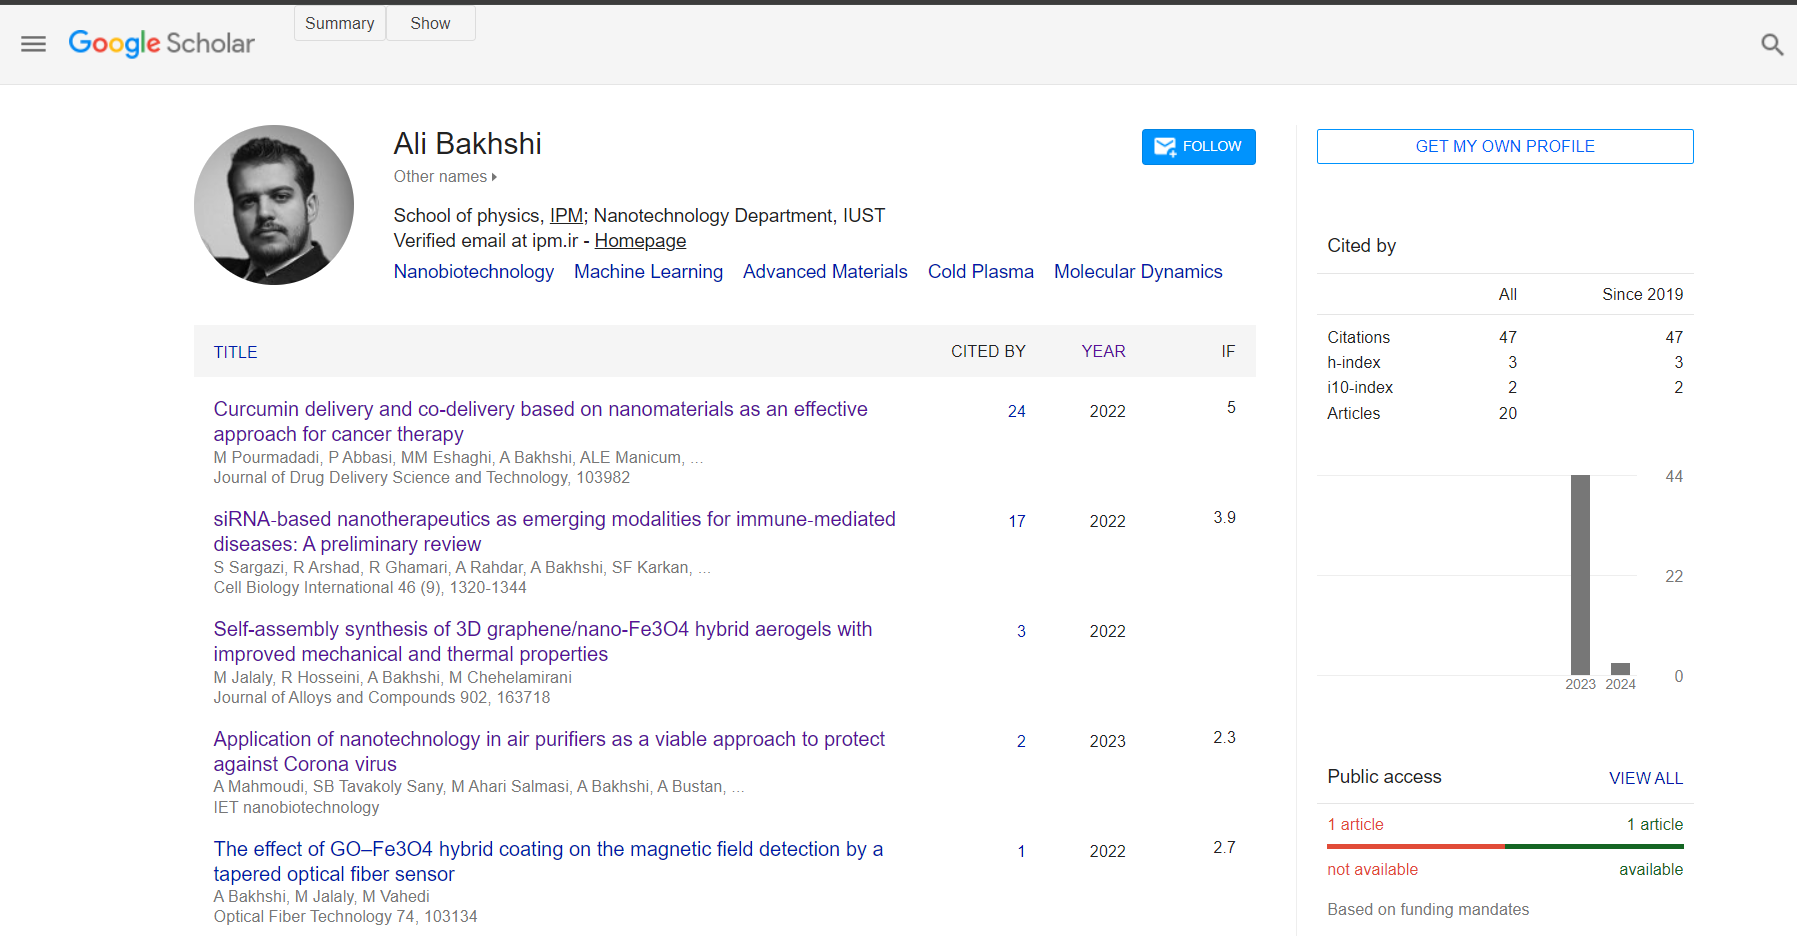 Summary Show
Google Scholar
Ali Bakhshi
FOLLOW
GET MY OWN PROFILE
Other names
School of physics, IPM; Nanotechnology Department, IUST
Verified email at ipm.ir - Homepage
Nanobiotechnology Machine Learning Advanced Materials Cold Plasma Molecular Dynamics
TITLE CITED BY YEAR IF
Curcumin delivery and co-delivery based on nanomaterials as an effective 24 2022 5
approach for cancer therapy
M Pourmadadi, P Abbasi, MM Eshaghi, A Bakhshi, ALE Manicum, ...
Journal of Drug Delivery Science and Technology, 103982
siRNA-based nanotherapeutics as emerging modalities for immune-mediated 17 2022 3.9
diseases: A preliminary review
S Sargazi, R Arshad, R Ghamari, A Rahdar, A Bakhshi, SF Karkan, ...
Cell Biology International 46 (9), 1320-1344
Self-assembly synthesis of 3D graphene/nano-Fe3O4 hybrid aerogels with 3 2022
improved mechanical and thermal properties
M Jalaly, R Hosseini, A Bakhshi, M Chehelamirani
Journal of Alloys and Compounds 902, 163718
Application of nanotechnology in air purifiers as a viable approach to protect 2 2023 2.3
against Corona virus
A Mahmoudi, SB Tavakoly Sany, M Ahari Salmasi, A Bakhshi, A Bustan, ...
IET nanobiotechnology
The effect of GO–Fe3O4 hybrid coating on the magnetic field detection by a 1 2022 2.7
tapered optical fiber sensor
A Bakhshi, M Jalaly, M Vahedi
Optical Fiber Technology 74, 103134
Cited by
All Since 2019
Citations 47 47
h-index 3 3
i10-index 2 2
Articles 20
44
22
0
2023 2024
Public access VIEW ALL
1 article 1 article
not available available
Based on funding mandates